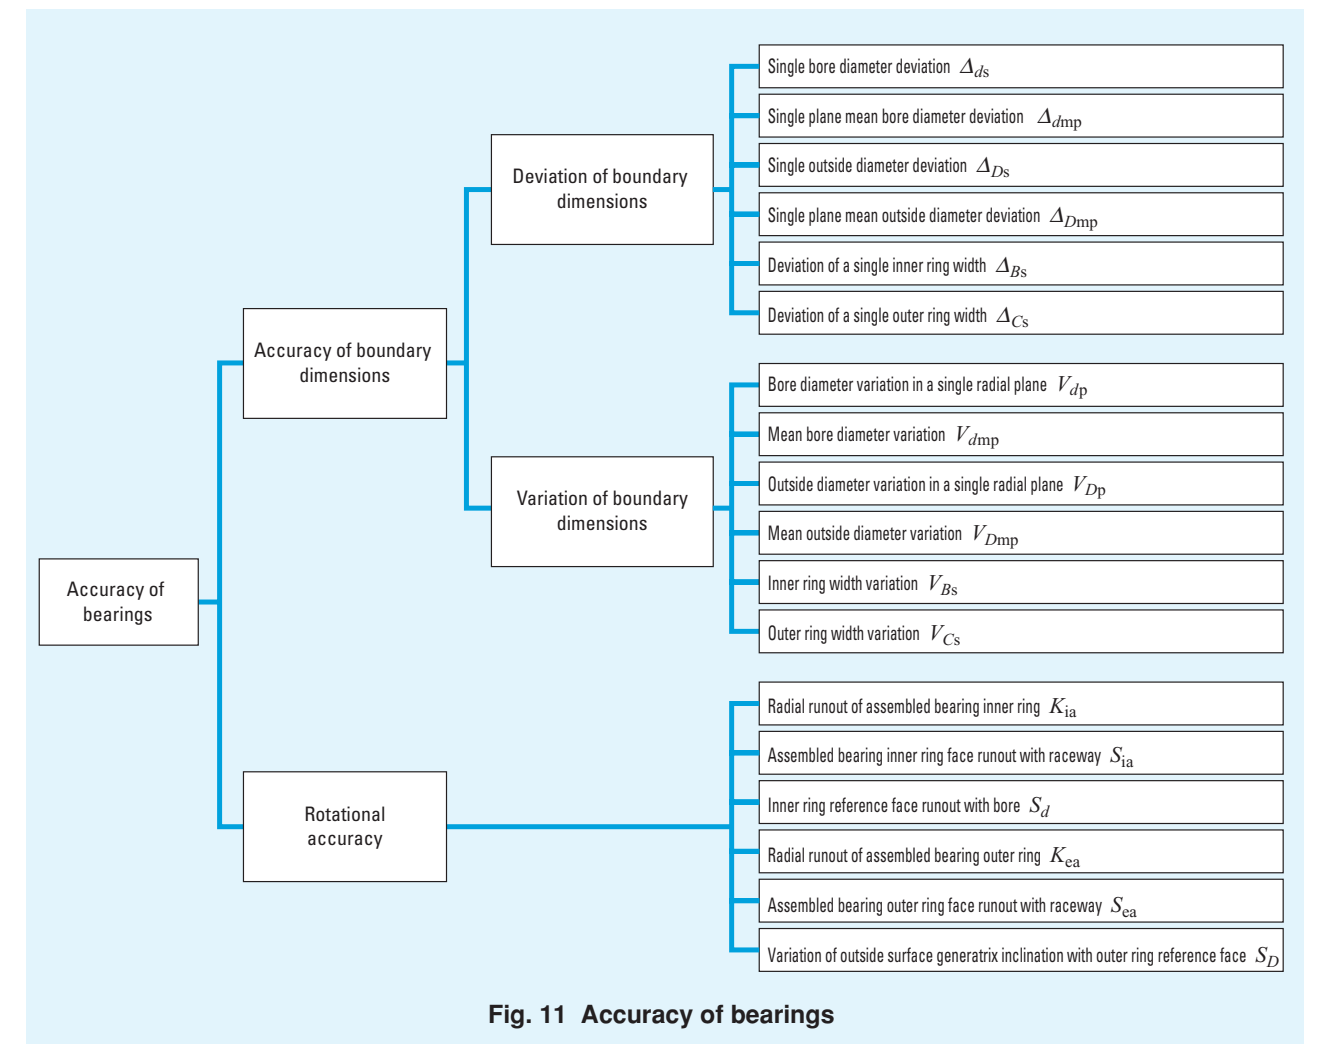 Accuracy of
bearings
Accuracy of boundary
dimensions
Deviation of boundary
dimensions
Single bore diameter deviation Δds
Single plane mean bore diameter deviation Δdmp
Single outside diameter deviation ΔDs
Single plane mean outside diameter deviation ΔDmp
Deviation of a single inner ring width ΔBs
Deviation of a single outer ring width ΔCs
Variation of boundary
dimensions
Bore diameter variation in a single radial plane Vdp
Mean bore diameter variation Vdmp
Outside diameter variation in a single radial plane VDp
Mean outside diameter variation VDmp
Inner ring width variation VBs
Outer ring width variation VCs
Rotational
accuracy
Radial runout of assembled bearing inner ring Kia
Assembled bearing inner ring face runout with raceway Sia
Inner ring reference face runout with bore Sd
Radial runout of assembled bearing outer ring Kea
Assembled bearing outer ring face runout with raceway Sea
Variation of outside surface generatrix inclination with outer ring reference face SD
Fig. 11 Accuracy of bearings